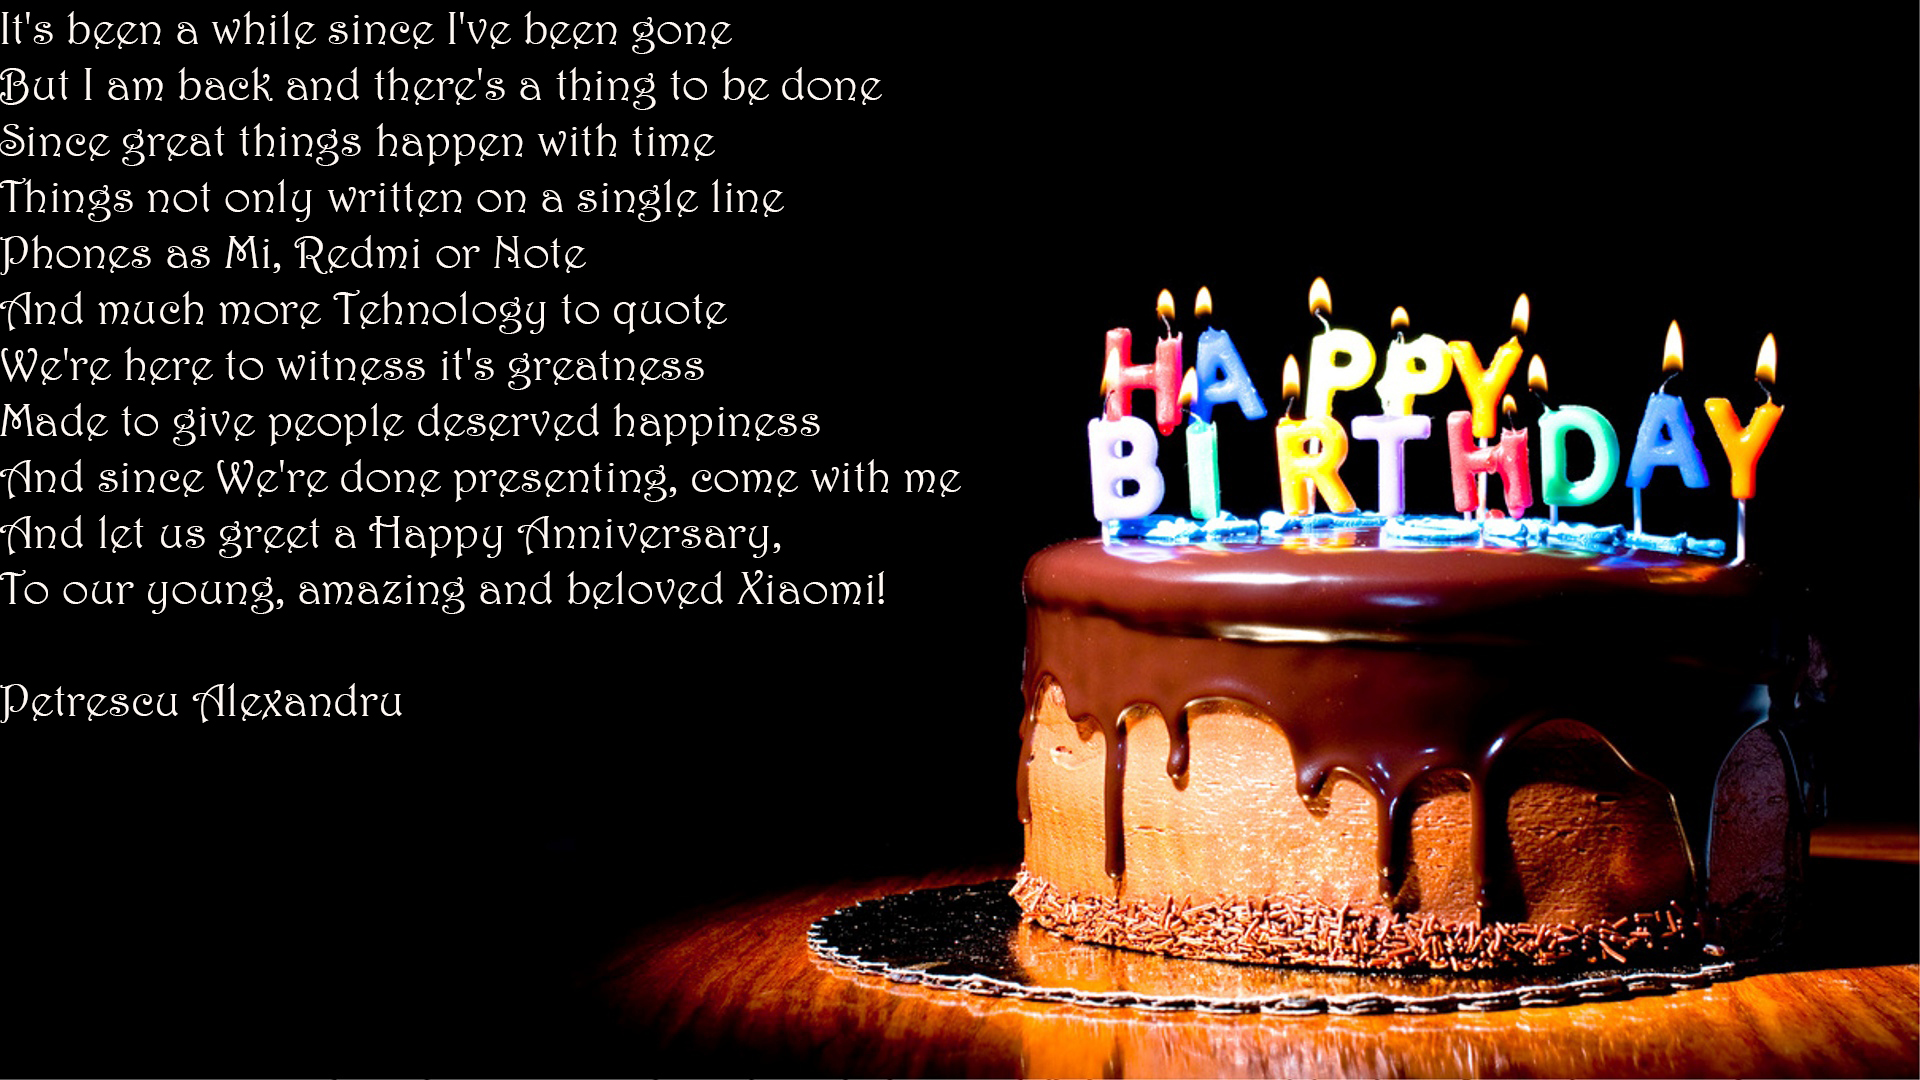 It's been a while since I've been gone
But I am back and there's a thing to be done
Since great things happen with time
Things not only written on a single line
Phones as Mi, Redmi or Note
And much more Tehnology to quote
We're here to witness it's greatness
Made to give people deserved happiness
And since We're done presenting, come with me
And let us greet a Happy Anniversary,
To our young, amazing and beloved Xiaomi!
Petrescu Alexandru
HAPPY
BIRTHDAY